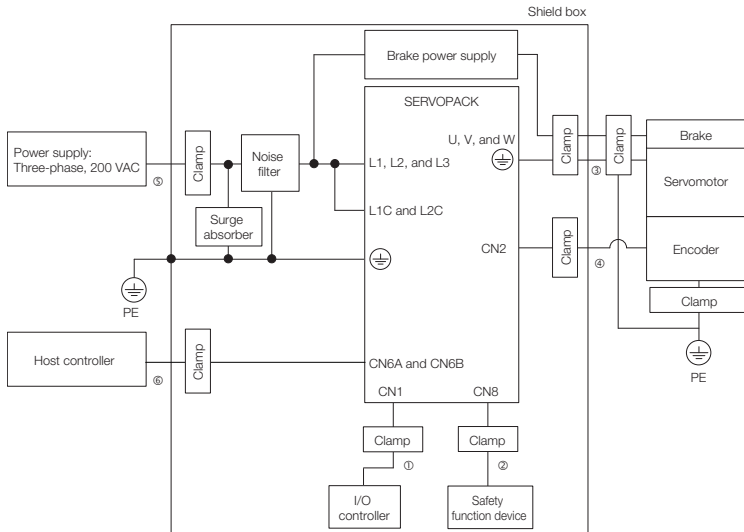 Shield box
Brake power supply
SERVOPACK
U, V, and W
Clamp
Clamp
Brake
Power supply:
Three-phase, 200 VAC
⑤
Clamp
Noise
filter
L1, L2, and L3
③
Servomotor
Surge
absorber
L1C and L2C
CN2
Clamp
④
Encoder
Clamp
PE
PE
Host controller
⑥
Clamp
CN6A and CN6B
CN1
CN8
Clamp
Clamp
①
②
I/O
controller
Safety
function device